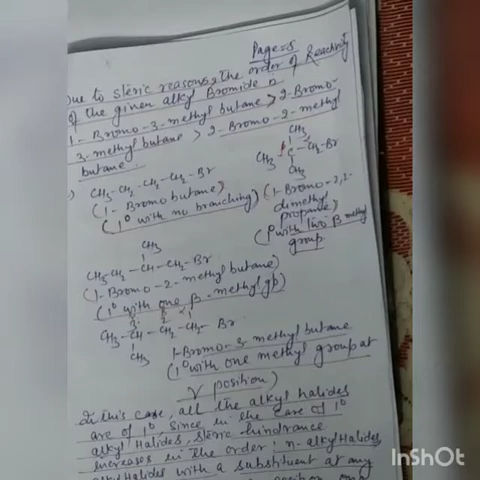 Page=5
Due to steric reasons, the order of Reactivity
of the given alkyl Bromide is
1-Bromo-3-methyl butane > 2-Bromo-
3-methyl butane > 2-Bromo-2-methyl
butane.
CH3-CH2-CH2-CH2-Br
(1-Bromobutane)
(1° with no branching)
CH3
CH3-C-CH2-Br
CH3
(1-Bromo-2,2-
dimethyl
propane)
(1° with two β methyl
group
CH3
CH3CH2-CH-CH2-Br
(1-Bromo-2-methyl butane)
(1° with one β-methyl gp)
3 2 1
CH3-CH-CH2-CH2-Br
CH3
1-Bromo-3-methyl butane
(1° with one methyl group at
γ position)
In this case, all the alkyl halides
are of 1°, Since in the case of 1°
alkyl Halides, steric hindrance
increases in the order: n-alkyl Halides,
alkyl Halides with a substituent at any
position
InShOt